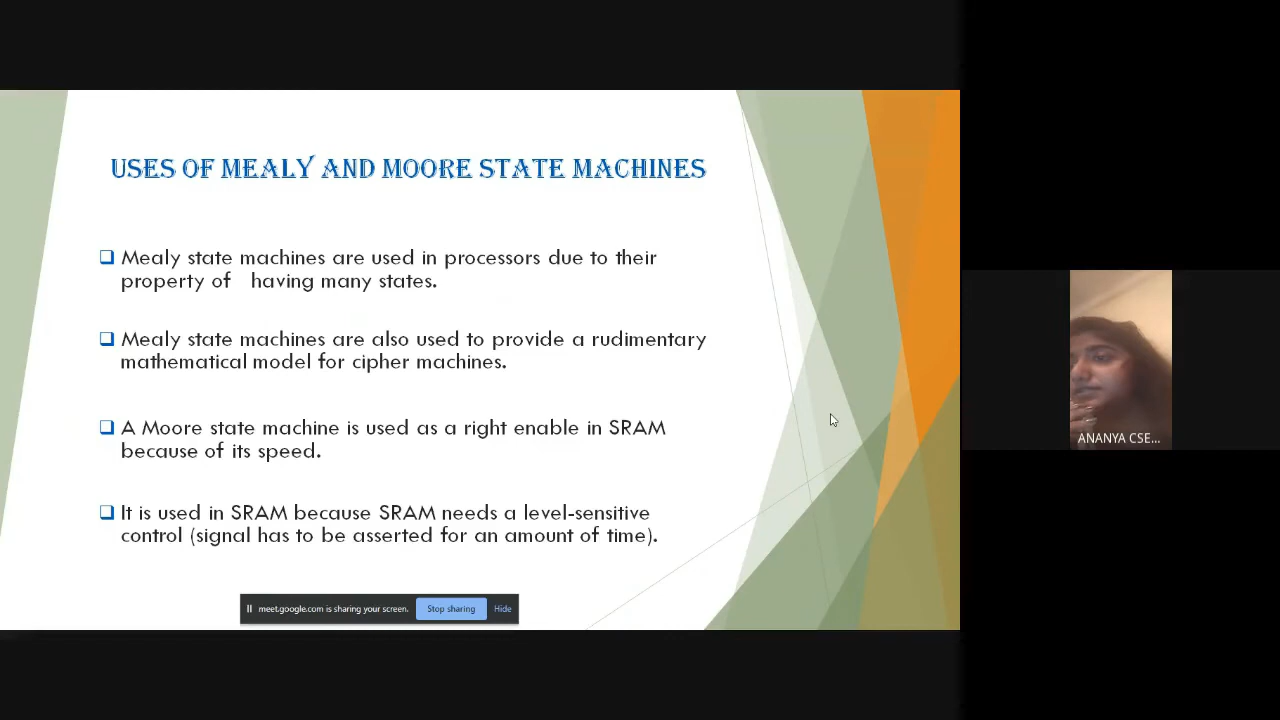 USES OF MEALY AND MOORE STATE MACHINES
Mealy state machines are used in processors due to their
property of having many states.
Mealy state machines are also used to provide a rudimentary
mathematical model for cipher machines.
A Moore state machine is used as a right enable in SRAM
because of its speed.
It is used in SRAM because SRAM needs a level-sensitive
control (signal has to be asserted for an amount of time).
meet.google.com is sharing your screen. Stop sharing Hide
ANANYA CSE...